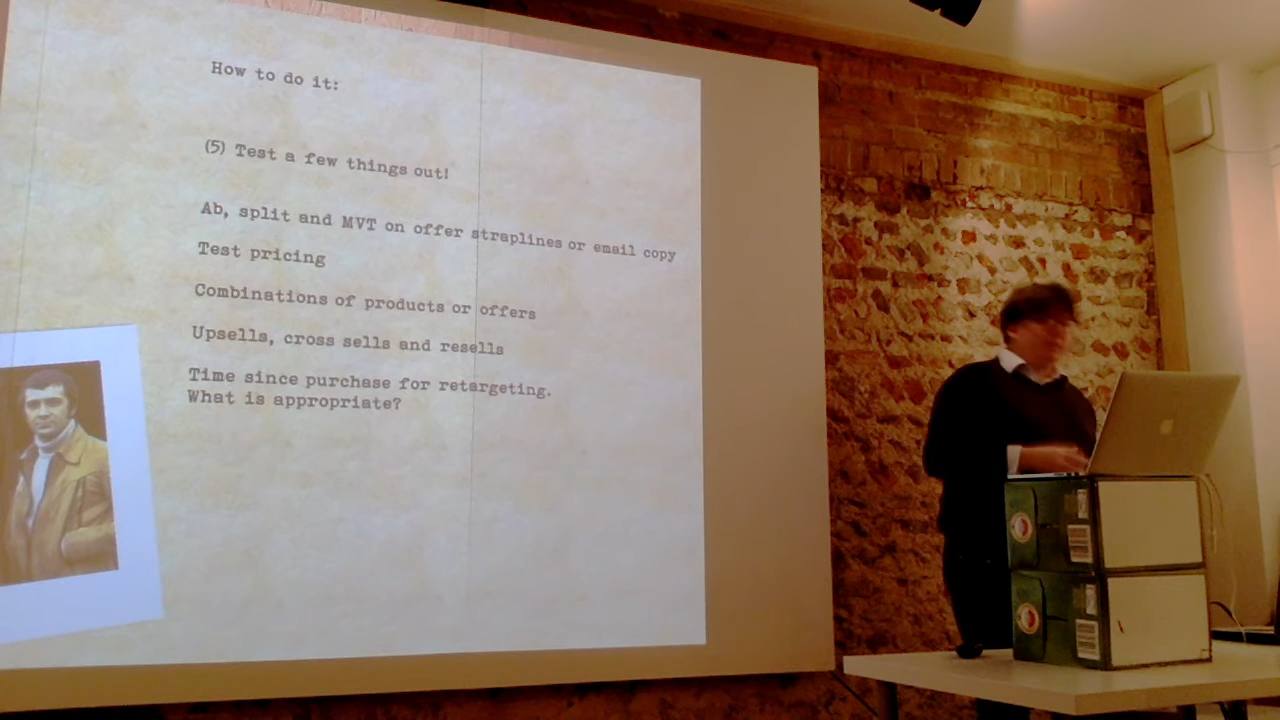 How to do it:
(5) Test a few things out!
Ab, split and MVT on offer straplines or email copy
Test pricing
Combinations of products or offers
Upsells, cross sells and resells
Time since purchase for retargeting.
What is appropriate?